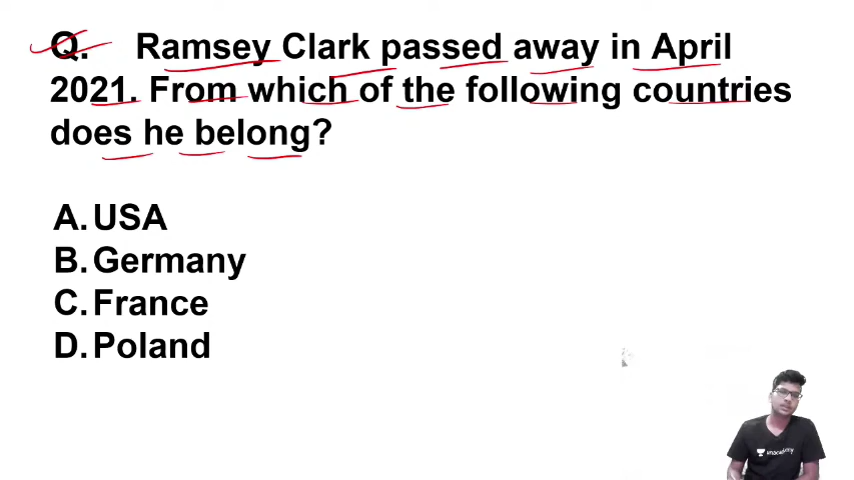 Q. Ramsey Clark passed away in April
2021. From which of the following countries
does he belong?
A. USA
B. Germany
C. France
D. Poland
unacademy